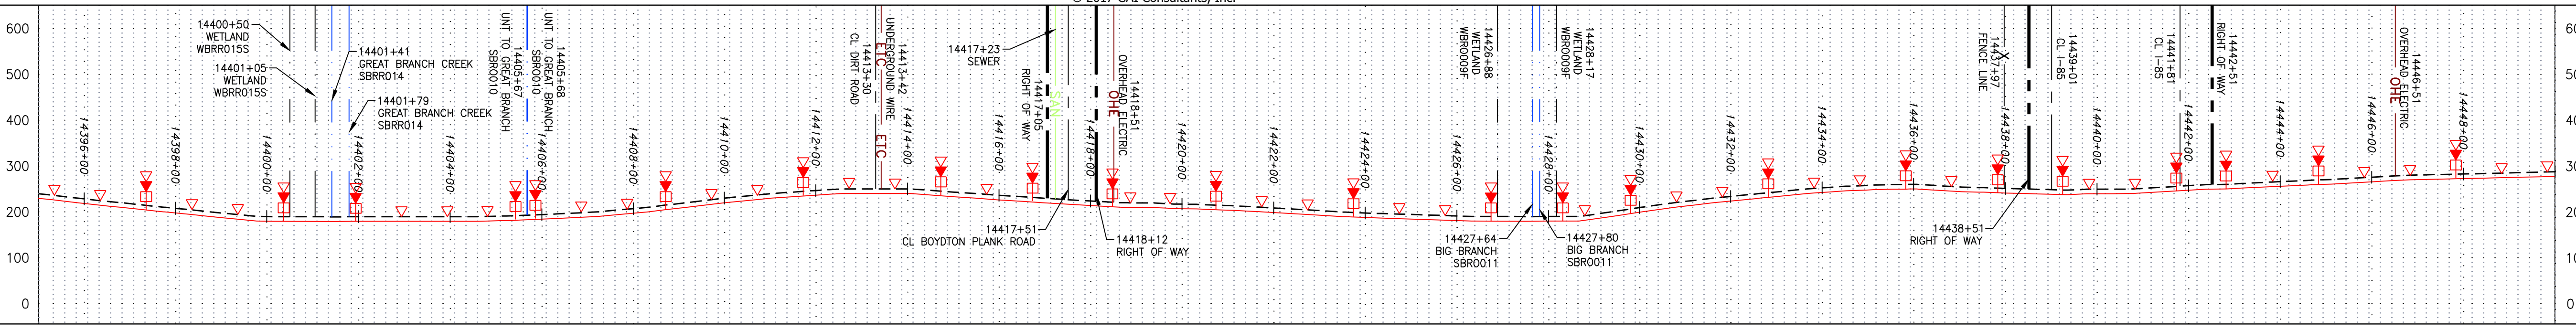 © 2017 GAI Consultants, Inc.
600
500
400
300
200
100
0
14396+00
14398+00
14400+00
14402+00
14404+00
14406+00
14408+00
14410+00
14412+00
14414+00
14416+00
14418+00
14420+00
14422+00
14424+00
14426+00
14428+00
14430+00
14432+00
14434+00
14436+00
14438+00
14440+00
14442+00
14444+00
14446+00
14448+00
14400+50
WETLAND
WBRR015S
14401+05
WETLAND
WBRR015S
14401+41
GREAT BRANCH CREEK
SBRR014
14401+79
GREAT BRANCH CREEK
SBRR014
14405+67
UNT TO GREAT BRANCH
SBRO010
14405+68
UNT TO GREAT BRANCH
SBRO010
14413+30
CL DIRT ROAD
14413+42
UNDERGROUND WIRE
ETC
ETC
14417+05
RIGHT OF WAY
14417+23
SEWER
SAN
14417+51
CL BOYDTON PLANK ROAD
14418+12
RIGHT OF WAY
14418+51
OVERHEAD ELECTRIC
OHE
14426+88
WETLAND
WBRO009F
14427+64
BIG BRANCH
SBRO011
14427+80
BIG BRANCH
SBRO011
14428+17
WETLAND
WBRO009F
14437+97
FENCE LINE
X
14438+51
RIGHT OF WAY
14439+01
CL I-85
14441+81
CL I-85
14442+51
RIGHT OF WAY
14446+51
OVERHEAD ELECTRIC
OHE